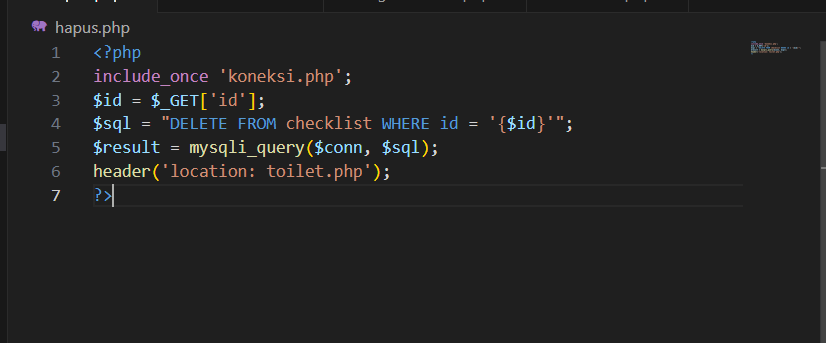 hapus.php
1 <?php
2 include_once 'koneksi.php';
3 $id = $_GET['id'];
4 $sql = "DELETE FROM checklist WHERE id = '{$id}'";
5 $result = mysqli_query($conn, $sql);
6 header('location: toilet.php');
7 ?>